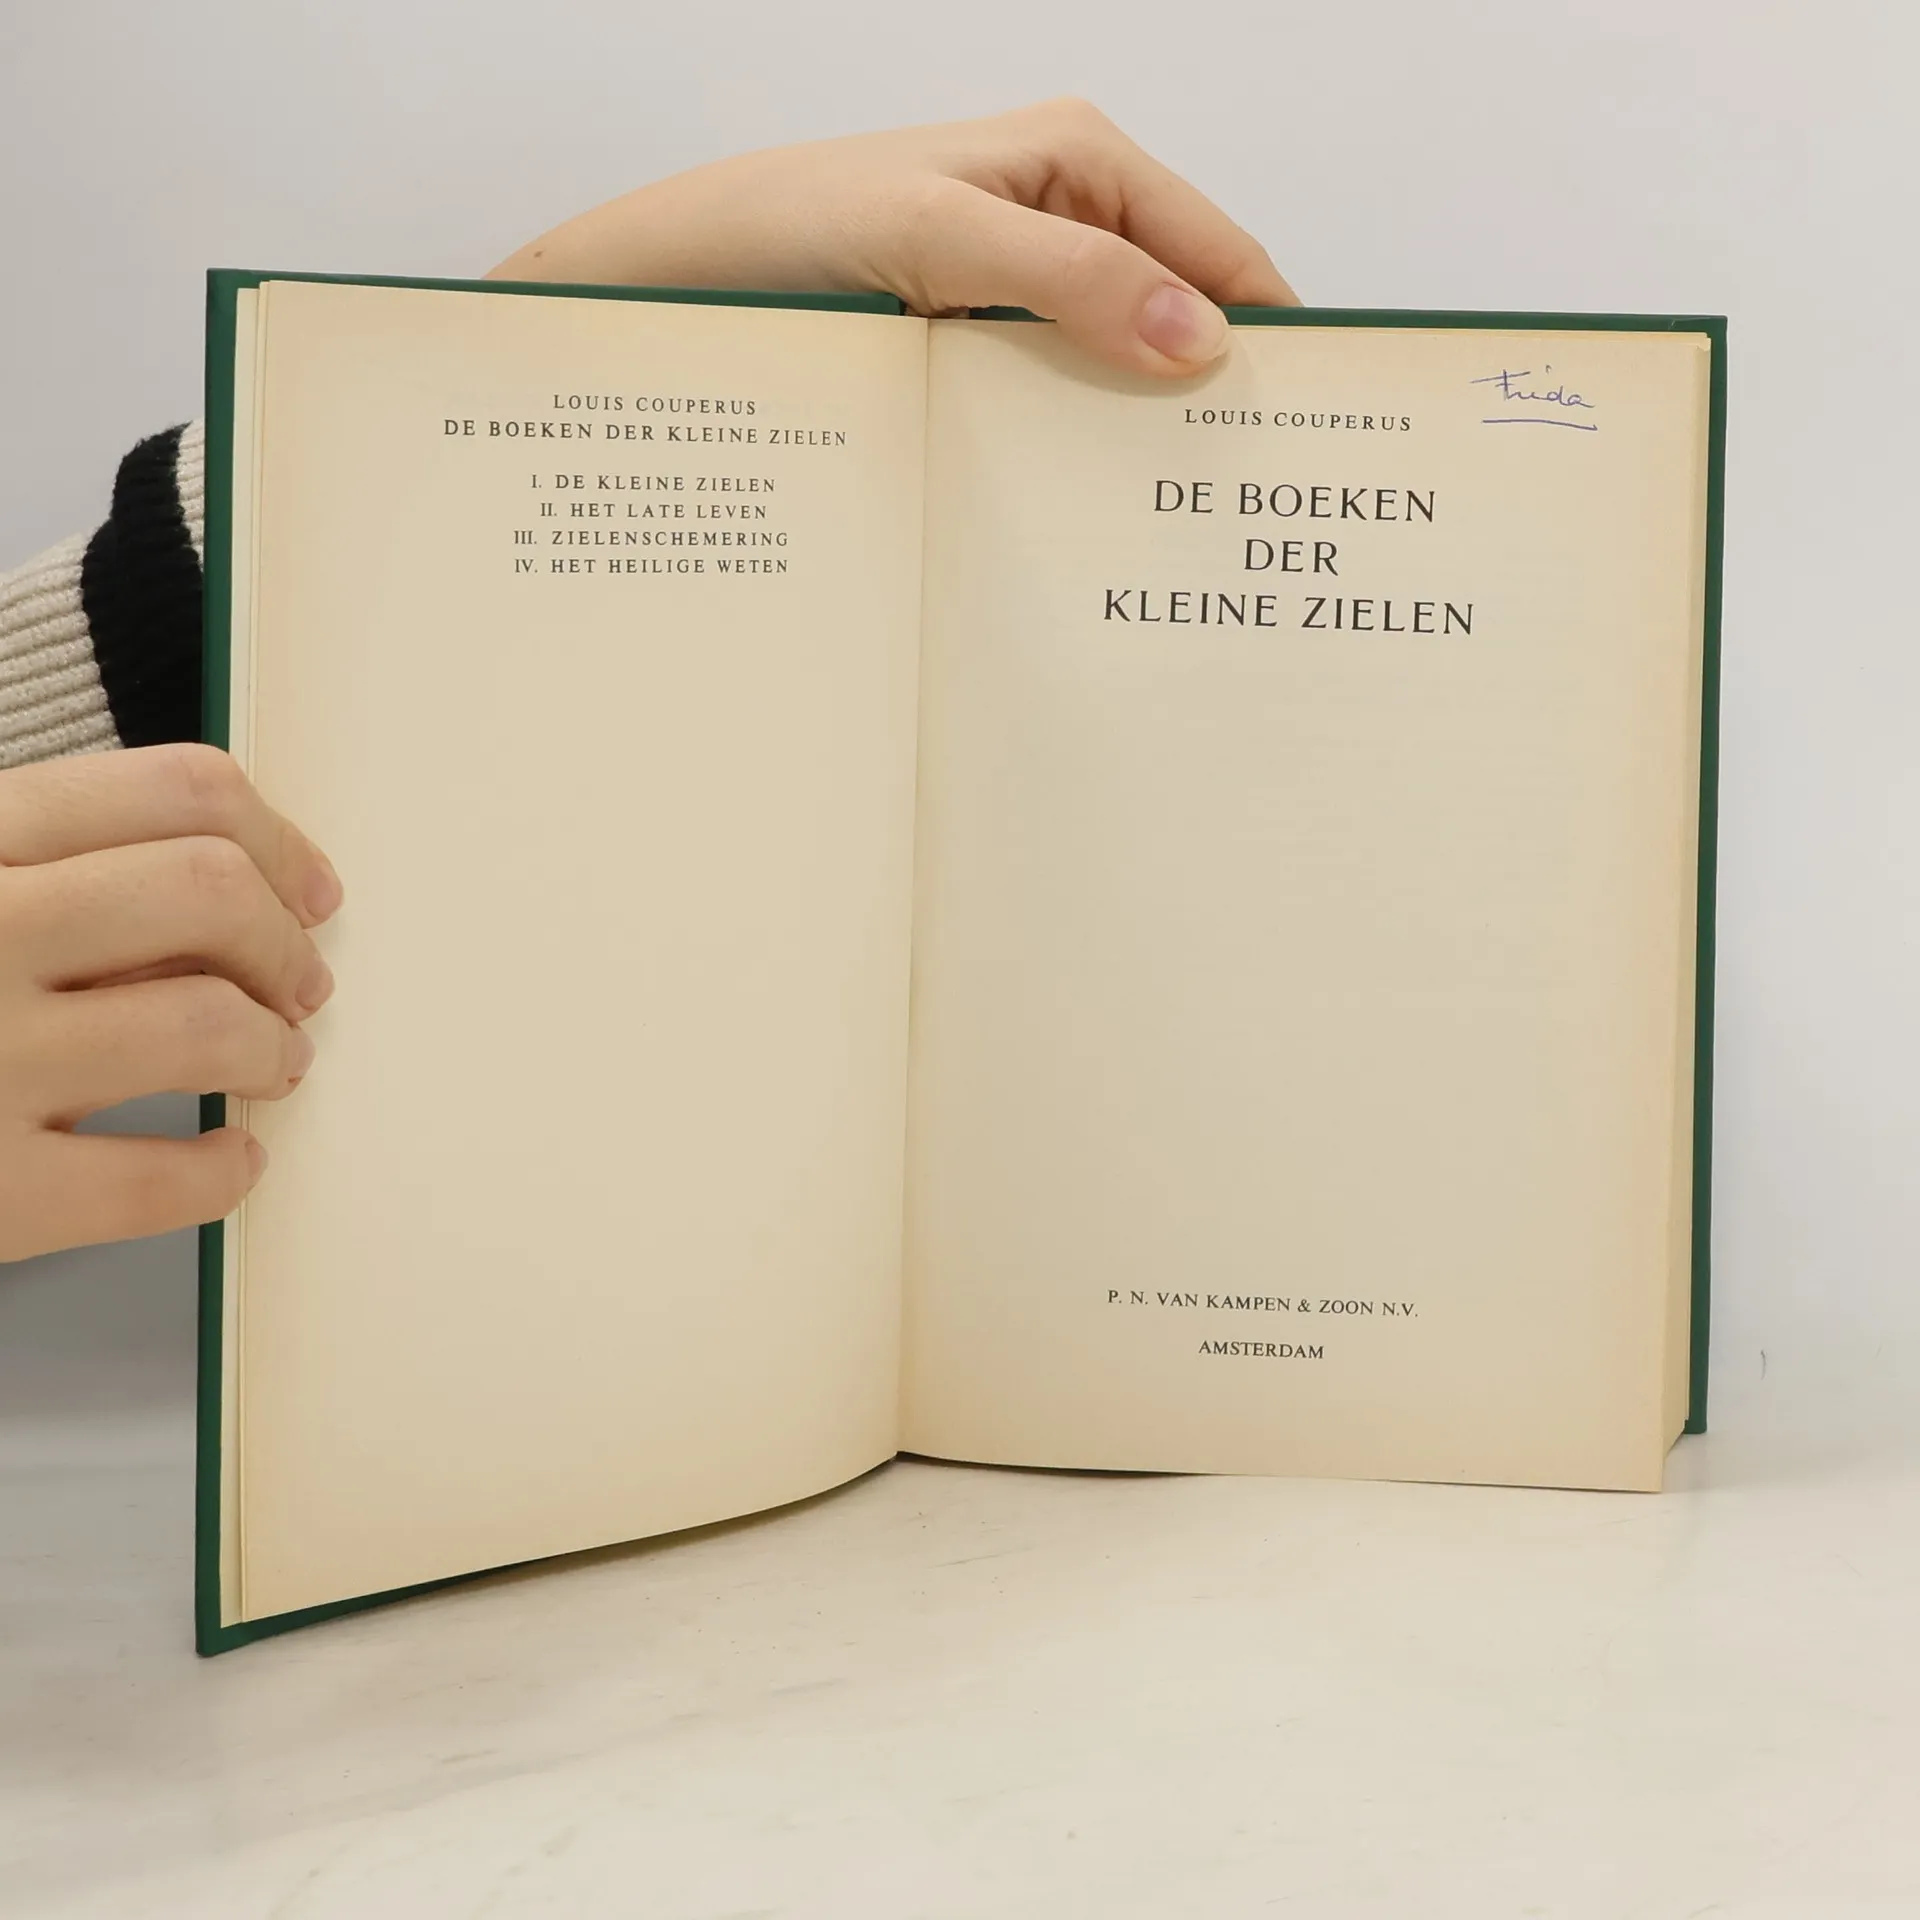 LOUIS COUPERUS
DE BOEKEN DER KLEINE ZIELEN
I. DE KLEINE ZIELEN
II. HET LATE LEVEN
III. ZIELENSCHEMERING
IV. HET HEILIGE WETEN
Frida
LOUIS COUPERUS
DE BOEKEN
DER
KLEINE ZIELEN
P. N. VAN KAMPEN & ZOON N.V.
AMSTERDAM